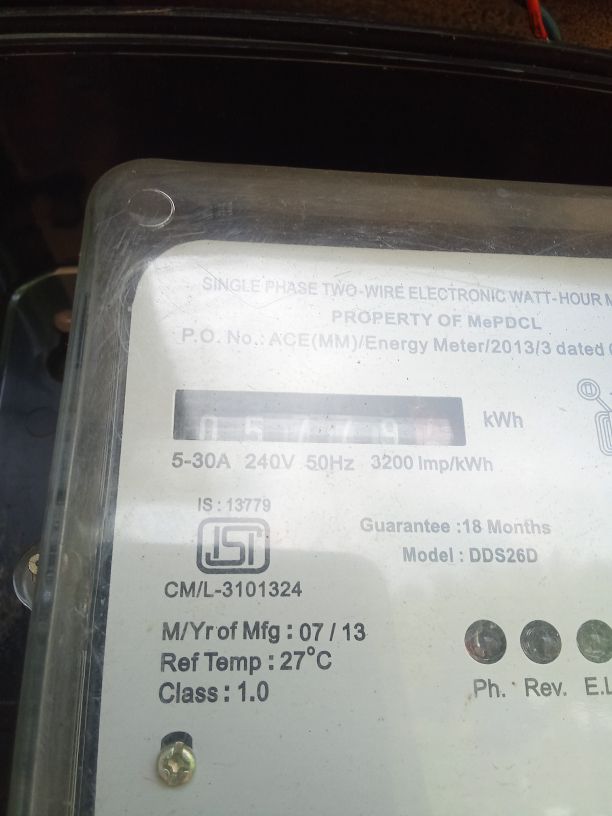 SINGLE PHASE TWO-WIRE ELECTRONIC WATT-HOUR M
PROPERTY OF MePDCL
P.O. No.: ACE(MM)/Energy Meter/2013/3 dated
kWh
5-30A 240V 50Hz 3200 Imp/kWh
IS : 13779
ISI
CM/L-3101324
Guarantee :18 Months
Model : DDS26D
M/Yr of Mfg : 07 / 13
Ref Temp : 27°C
Class : 1.0
Ph. Rev. E.L